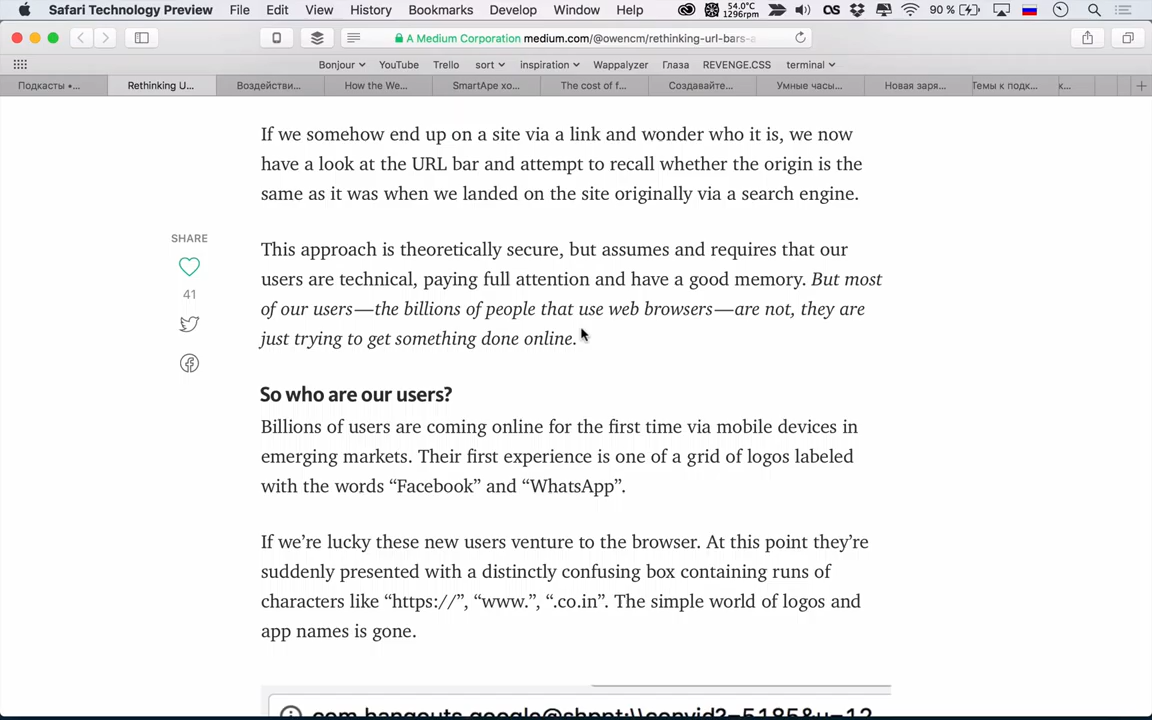 Safari Technology Preview File Edit View History Bookmarks Develop Window Help 54.0°C 1296rpm 90 %
A Medium Corporation medium.com/@owencm/rethinking-url-bars-a
Bonjour YouTube Trello sort inspiration Wappalyzer Глаза REVENGE.CSS terminal
Подкасты •... Rethinking U... Воздействи... How the We... SmartApe хо... The cost of f... Создавайте... Умные часы... Новая заря... Темы к подк... к...
If we somehow end up on a site via a link and wonder who it is, we now
have a look at the URL bar and attempt to recall whether the origin is the
same as it was when we landed on the site originally via a search engine.
SHARE
41
This approach is theoretically secure, but assumes and requires that our
users are technical, paying full attention and have a good memory. But most
of our users—the billions of people that use web browsers—are not, they are
just trying to get something done online.
So who are our users?
Billions of users are coming online for the first time via mobile devices in
emerging markets. Their first experience is one of a grid of logos labeled
with the words “Facebook” and “WhatsApp”.
If we’re lucky these new users venture to the browser. At this point they’re
suddenly presented with a distinctly confusing box containing runs of
characters like “https://”, “www.”, “.co.in”. The simple world of logos and
app names is gone.